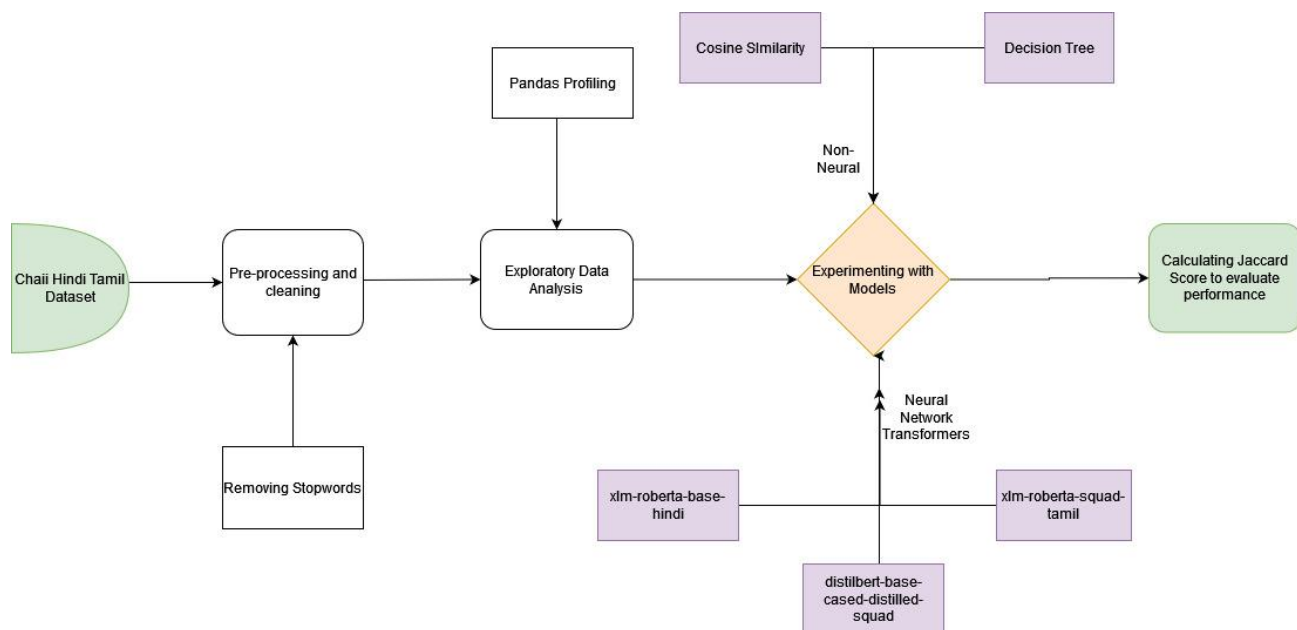 Cosine SImilarity
Decision Tree
Pandas Profiling
Non-
Neural
Chaii Hindi Tamil
Dataset
Pre-processing and
cleaning
Exploratory Data
Analysis
Experimenting with
Models
Calculating Jaccard
Score to evaluate
performance
Neural
Network
Transformers
Removing Stopwords
xlm-roberta-base-
hindi
xlm-roberta-squad-
tamil
distilbert-base-
cased-distilled-
squad